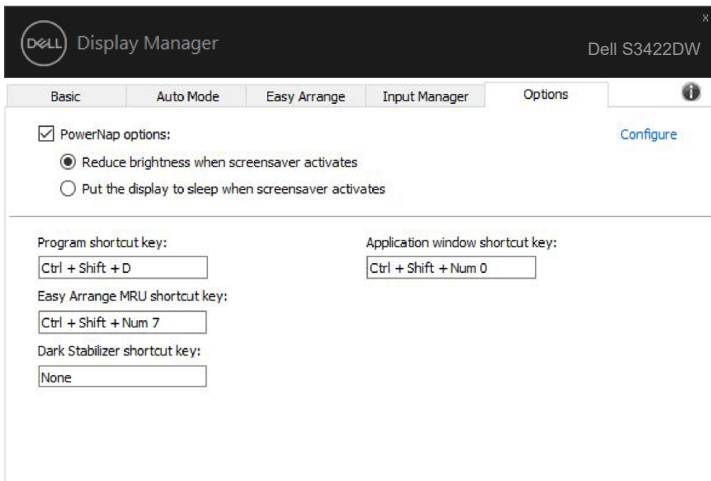 x
DELL Display Manager
Dell S3422DW
Basic Auto Mode Easy Arrange Input Manager Options i
PowerNap options: Configure
Reduce brightness when screensaver activates
Put the display to sleep when screensaver activates
Program shortcut key: Application window shortcut key:
Ctrl + Shift + D Ctrl + Shift + Num 0
Easy Arrange MRU shortcut key:
Ctrl + Shift + Num 7
Dark Stabilizer shortcut key:
None